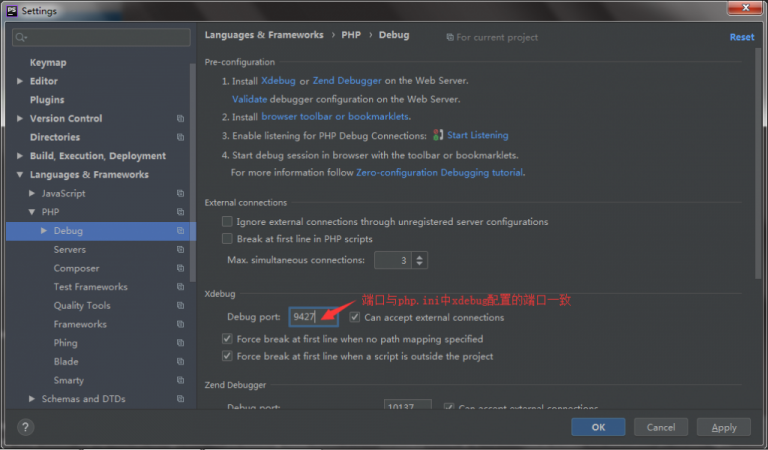 PS Settings
Languages & Frameworks › PHP › Debug
For current project
Reset
Keymap
Editor
Plugins
Version Control
Directories
Build, Execution, Deployment
Languages & Frameworks
JavaScript
PHP
Debug
Servers
Composer
Test Frameworks
Quality Tools
Frameworks
Phing
Blade
Smarty
Schemas and DTDs
Pre-configuration
1. Install Xdebug or Zend Debugger on the Web Server.
Validate debugger configuration on the Web Server.
2. Install browser toolbar or bookmarklets.
3. Enable listening for PHP Debug Connections: Start Listening
4. Start debug session in browser with the toolbar or bookmarklets.
For more information follow Zero-configuration Debugging tutorial.
External connections
Ignore external connections through unregistered server configurations
Break at first line in PHP scripts
Max. simultaneous connections: 3
Xdebug
端口与php.ini中xdebug配置的端口一致
Debug port: 9427 Can accept external connections
Force break at first line when no path mapping specified
Force break at first line when a script is outside the project
Zend Debugger
Debug port: 10137 Can accept external connections
? OK Cancel Apply